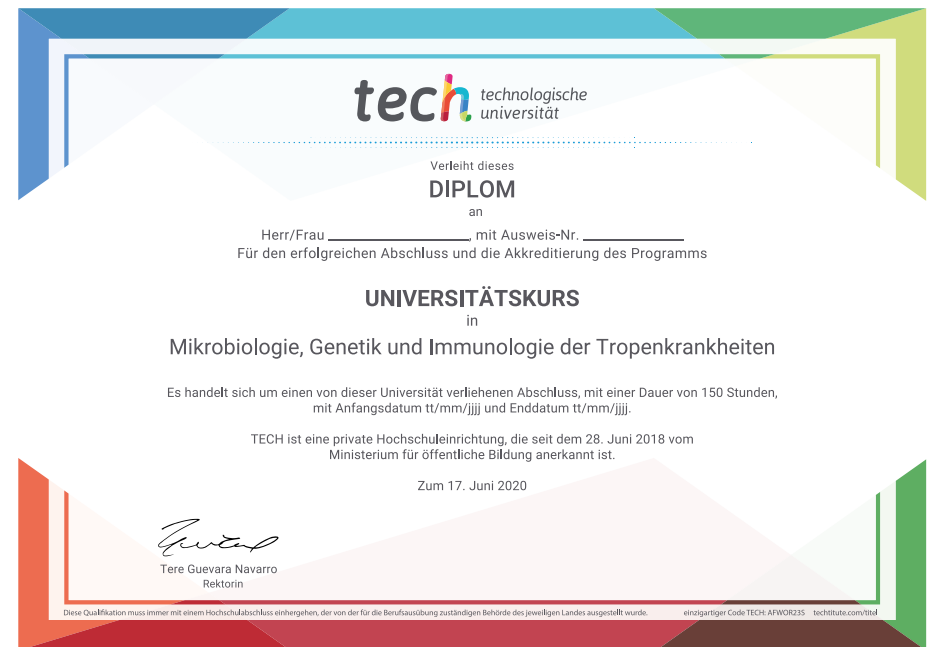 tech technologische
universität
Verleiht dieses
DIPLOM
an
Herr/Frau ____________________, mit Ausweis-Nr. ______________
Für den erfolgreichen Abschluss und die Akkreditierung des Programms
UNIVERSITÄTSKURS
in
Mikrobiologie, Genetik und Immunologie der Tropenkrankheiten
Es handelt sich um einen von dieser Universität verliehenen Abschluss, mit einer Dauer von 150 Stunden,
mit Anfangsdatum tt/mm/jjjj und Enddatum tt/mm/jjjj.
TECH ist eine private Hochschuleinrichtung, die seit dem 28. Juni 2018 vom
Ministerium für öffentliche Bildung anerkannt ist.
Zum 17. Juni 2020
Tere Guevara Navarro
Rektorin
Diese Qualifikation muss immer mit einem Hochschulabschluss einhergehen, der von der für die Berufsausübung zuständigen Behörde des jeweiligen Landes ausgestellt wurde. einzigartiger Code TECH: AFWOR23S techtitute.com/titel